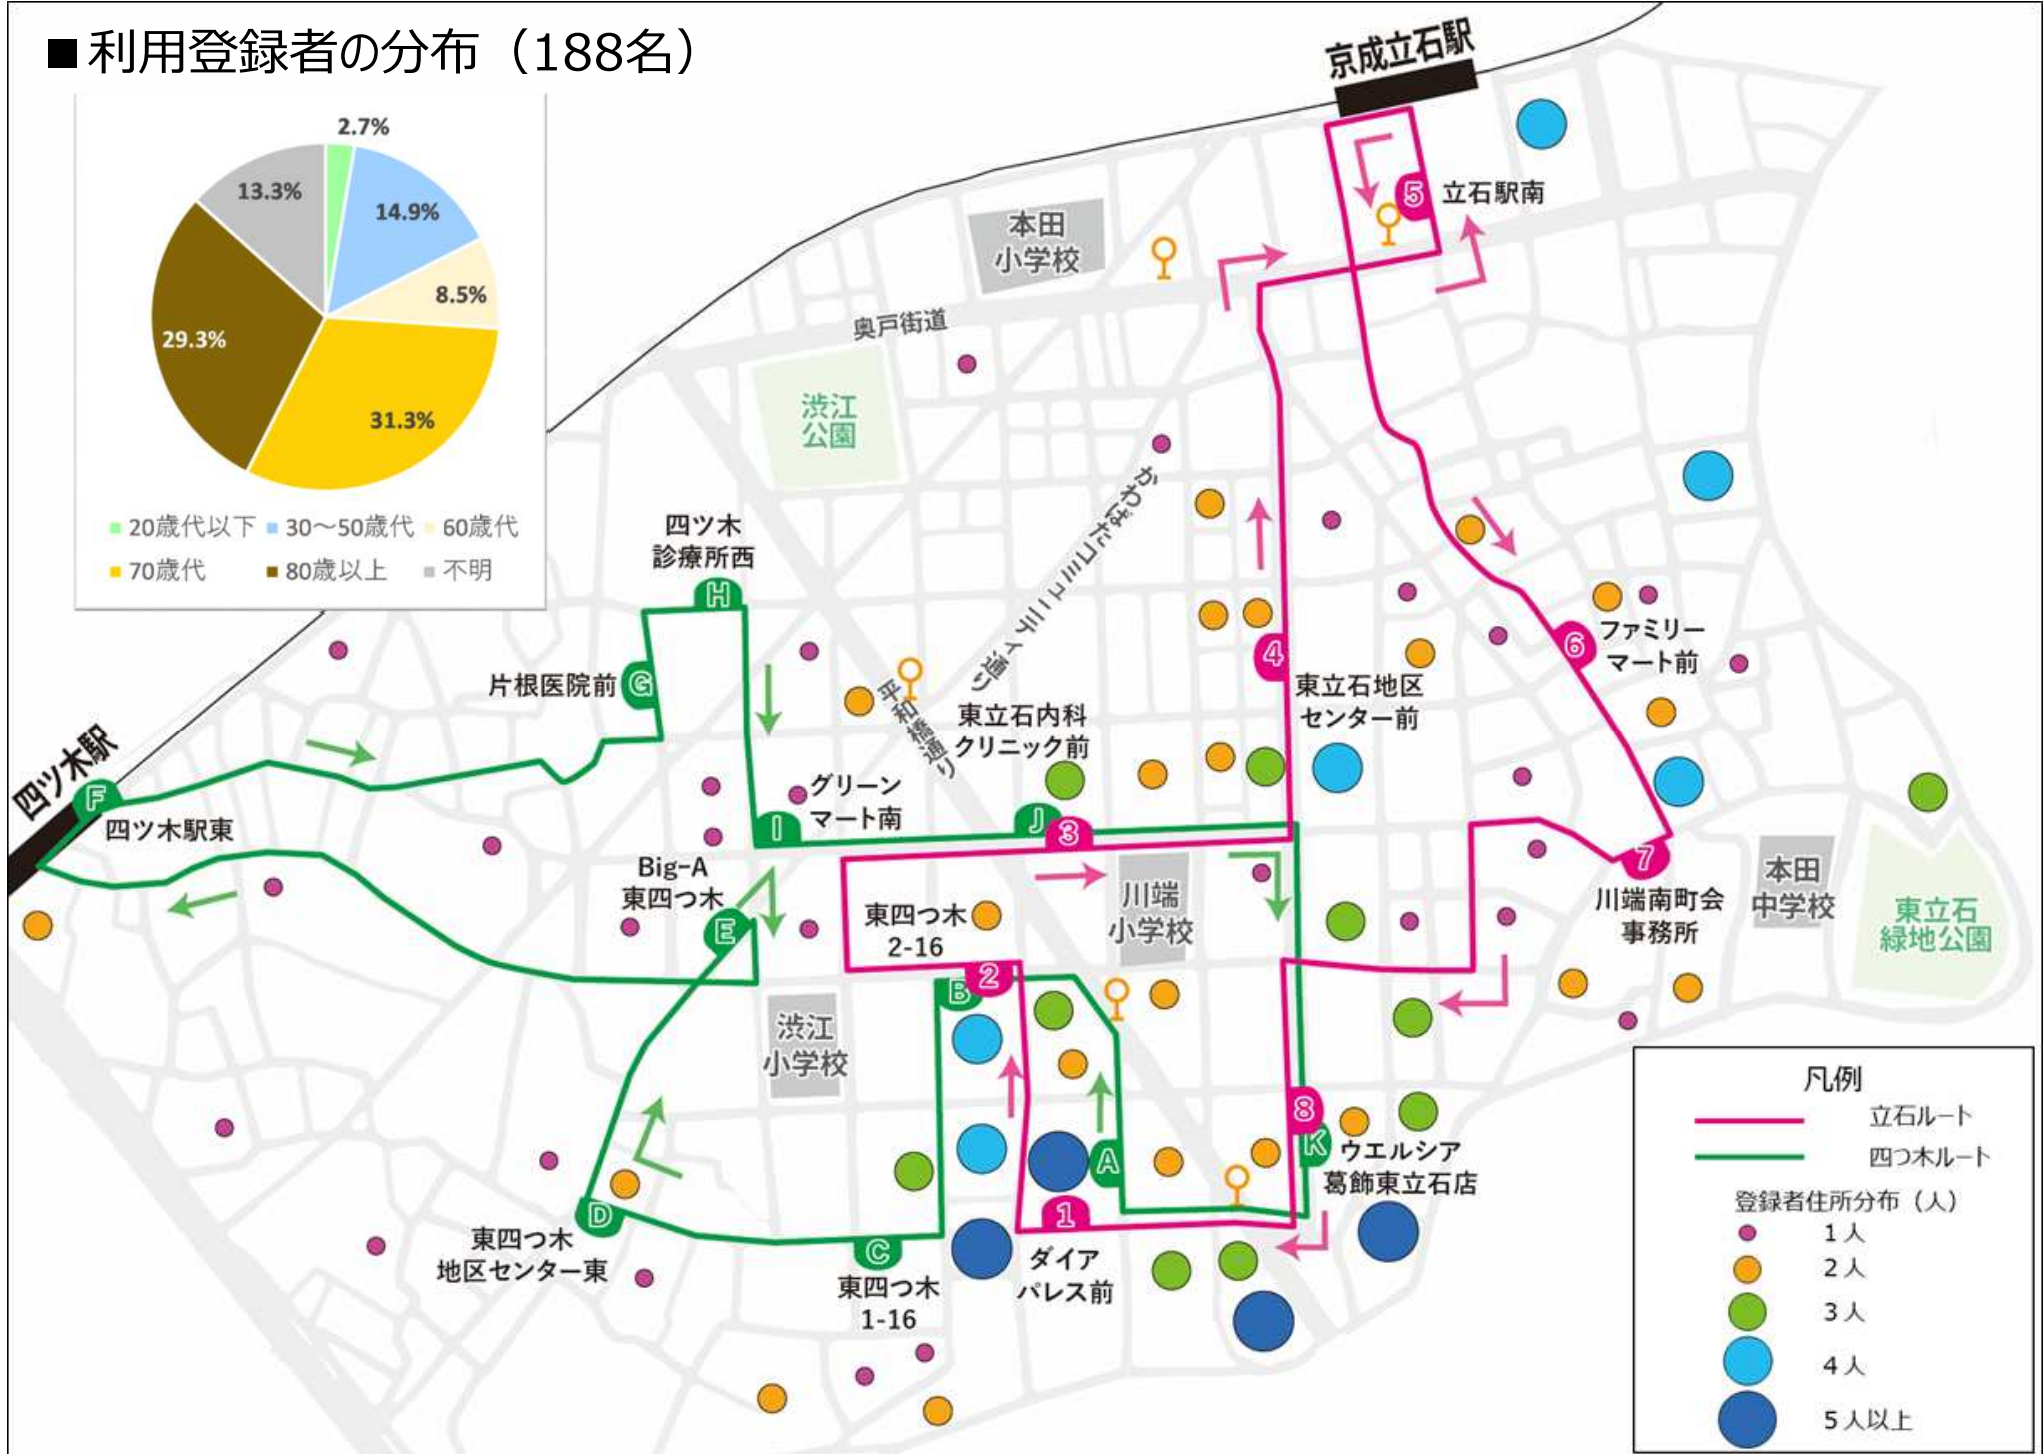 ■利用登録者の分布（188名）
2.7%
14.9%
8.5%
31.3%
29.3%
13.3%
20歳代以下
30～50歳代
60歳代
70歳代
80歳以上
不明
京成立石駅
5
立石駅南
本田
小学校
奥戸街道
渋江
公園
かわばたコミュニティ通り
平和橋通り
四ツ木
診療所西
H
片根医院前
G
四ツ木駅
F
四ツ木駅東
グリーン
マート南
I
東立石内科
クリニック前
J
3
4
東立石地区
センター前
6
ファミリー
マート前
7
川端南町会
事務所
本田
中学校
東立石
緑地公園
Big-A
東四つ木
E
東四つ木
2-16
B
2
川端
小学校
渋江
小学校
A
1
ダイア
パレス前
8
K
ウエルシア
葛飾東立石店
D
東四つ木
地区センター東
C
東四つ木
1-16
凡例
立石ルート
四つ木ルート
登録者住所分布（人）
1人
2人
3人
4人
5人以上